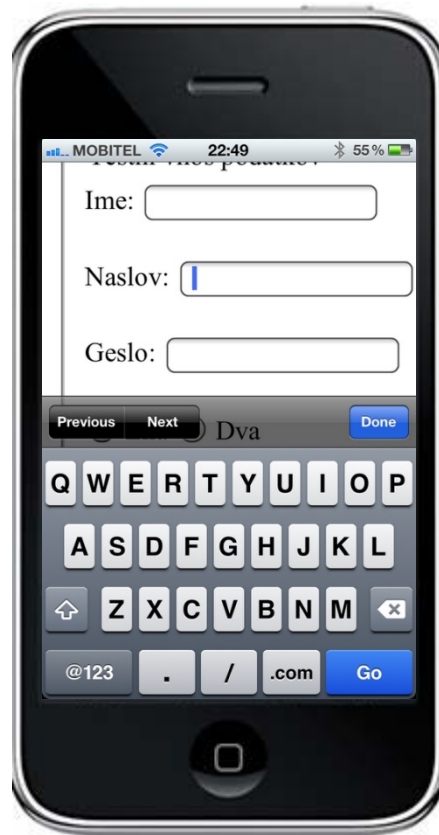 MOBITEL 22:49 55%
Ime:
Naslov:
Geslo:
Previous Next Done
Dva
Q W E R T Y U I O P
A S D F G H J K L
Z X C V B N M
@123 . / .com Go